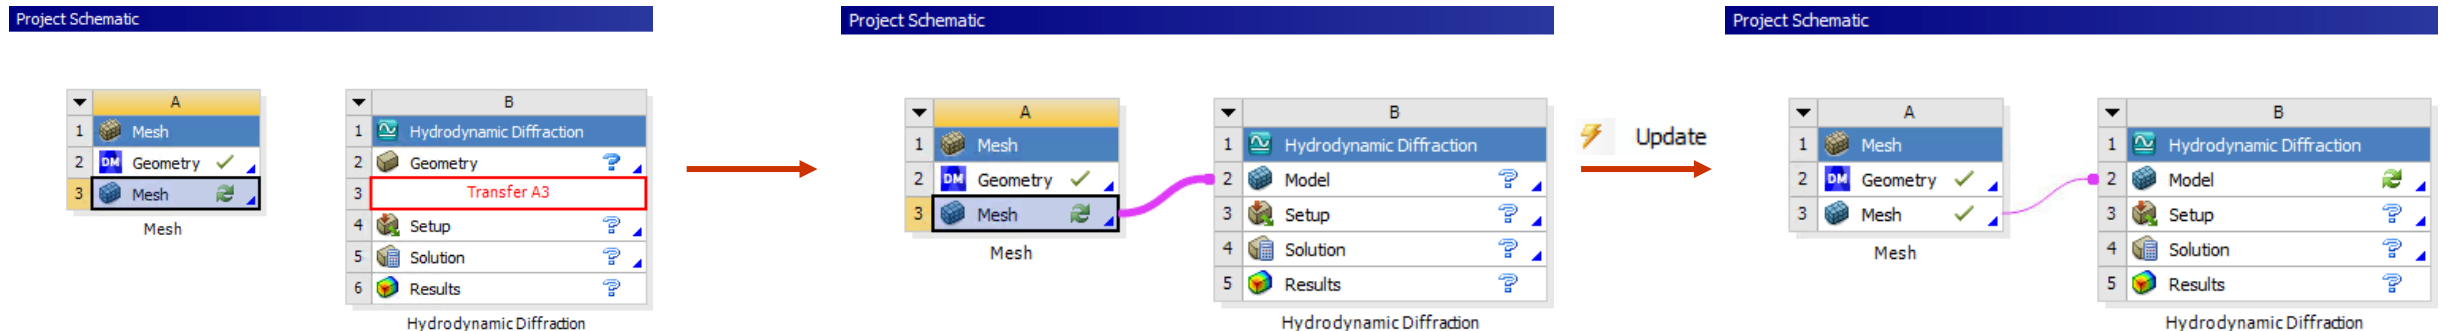 Project Schematic
A
1 Mesh
2 DM Geometry
3 Mesh
Mesh
B
1 Hydrodynamic Diffraction
2 Geometry ?
3 Transfer A3
4 Setup ?
5 Solution ?
6 Results ?
Hydrodynamic Diffraction
Project Schematic
A
1 Mesh
2 DM Geometry
3 Mesh
Mesh
B
1 Hydrodynamic Diffraction
2 Model ?
3 Setup ?
4 Solution ?
5 Results ?
Hydrodynamic Diffraction
Update
Project Schematic
A
1 Mesh
2 DM Geometry
3 Mesh
Mesh
B
1 Hydrodynamic Diffraction
2 Model
3 Setup ?
4 Solution ?
5 Results ?
Hydrodynamic Diffraction